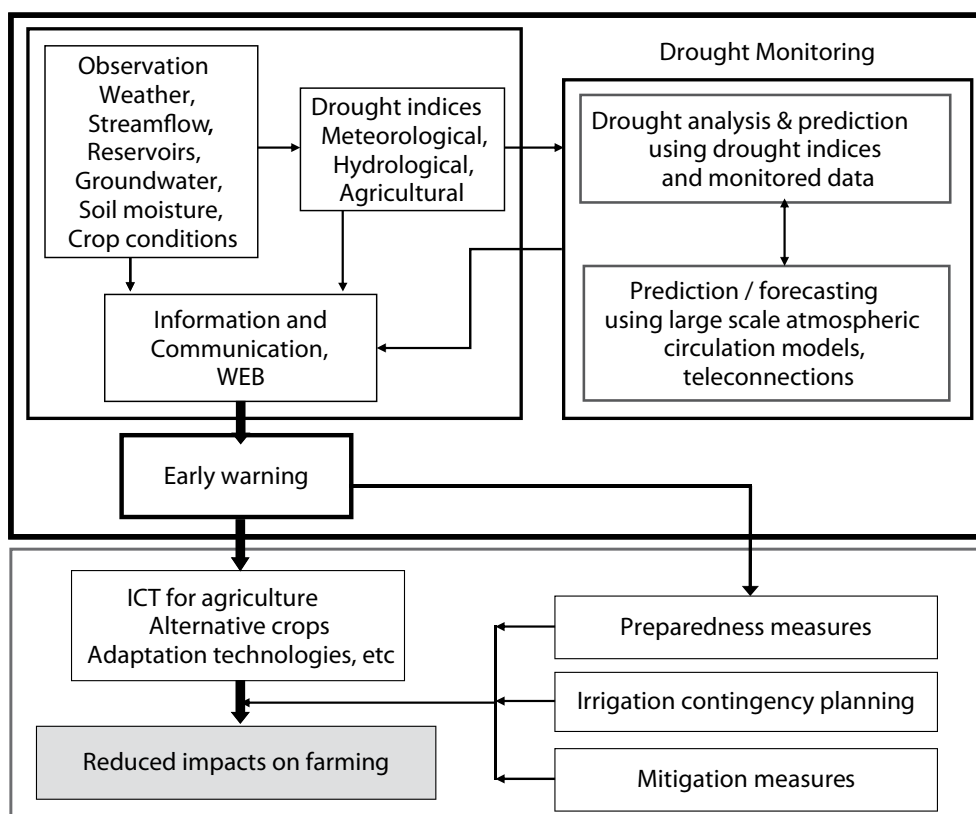 Drought Monitoring
Observation
Weather,
Streamflow,
Reservoirs,
Groundwater,
Soil moisture,
Crop conditions
Drought indices
Meteorological,
Hydrological,
Agricultural
Drought analysis & prediction
using drought indices
and monitored data
Information and
Communication,
WEB
Prediction / forecasting
using large scale atmospheric
circulation models,
teleconnections
Early warning
ICT for agriculture
Alternative crops
Adaptation technologies, etc
Preparedness measures
Irrigation contingency planning
Reduced impacts on farming
Mitigation measures